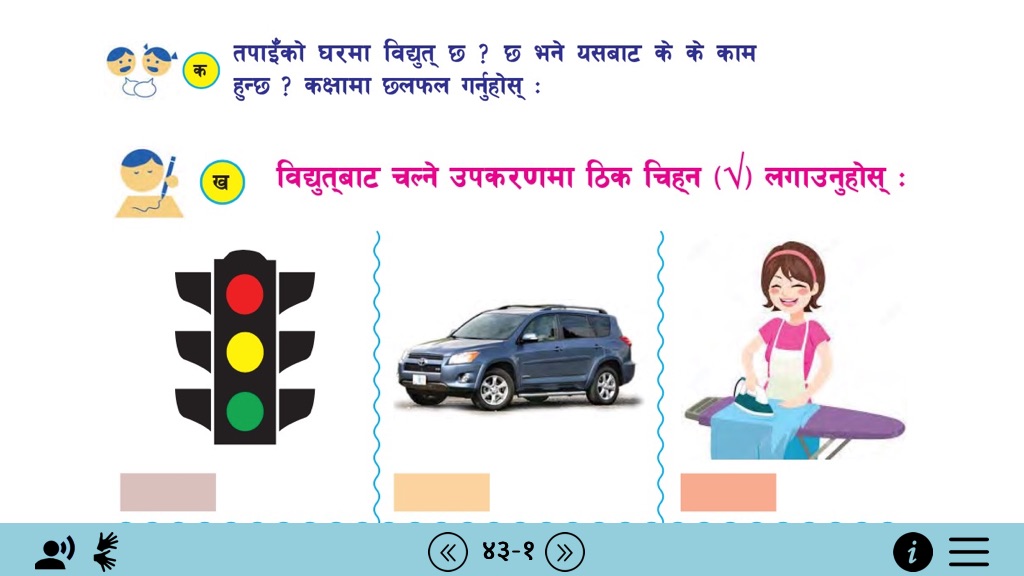 क
तपाइँको घरमा विद्युत् छ ? छ भने यसबाट के के काम
हुन्छ ? कक्षामा छलफल गर्नुहोस् :
ख
विद्युत्बाट चल्ने उपकरणमा ठिक चिह्न (√) लगाउनुहोस् :
४३-१
i